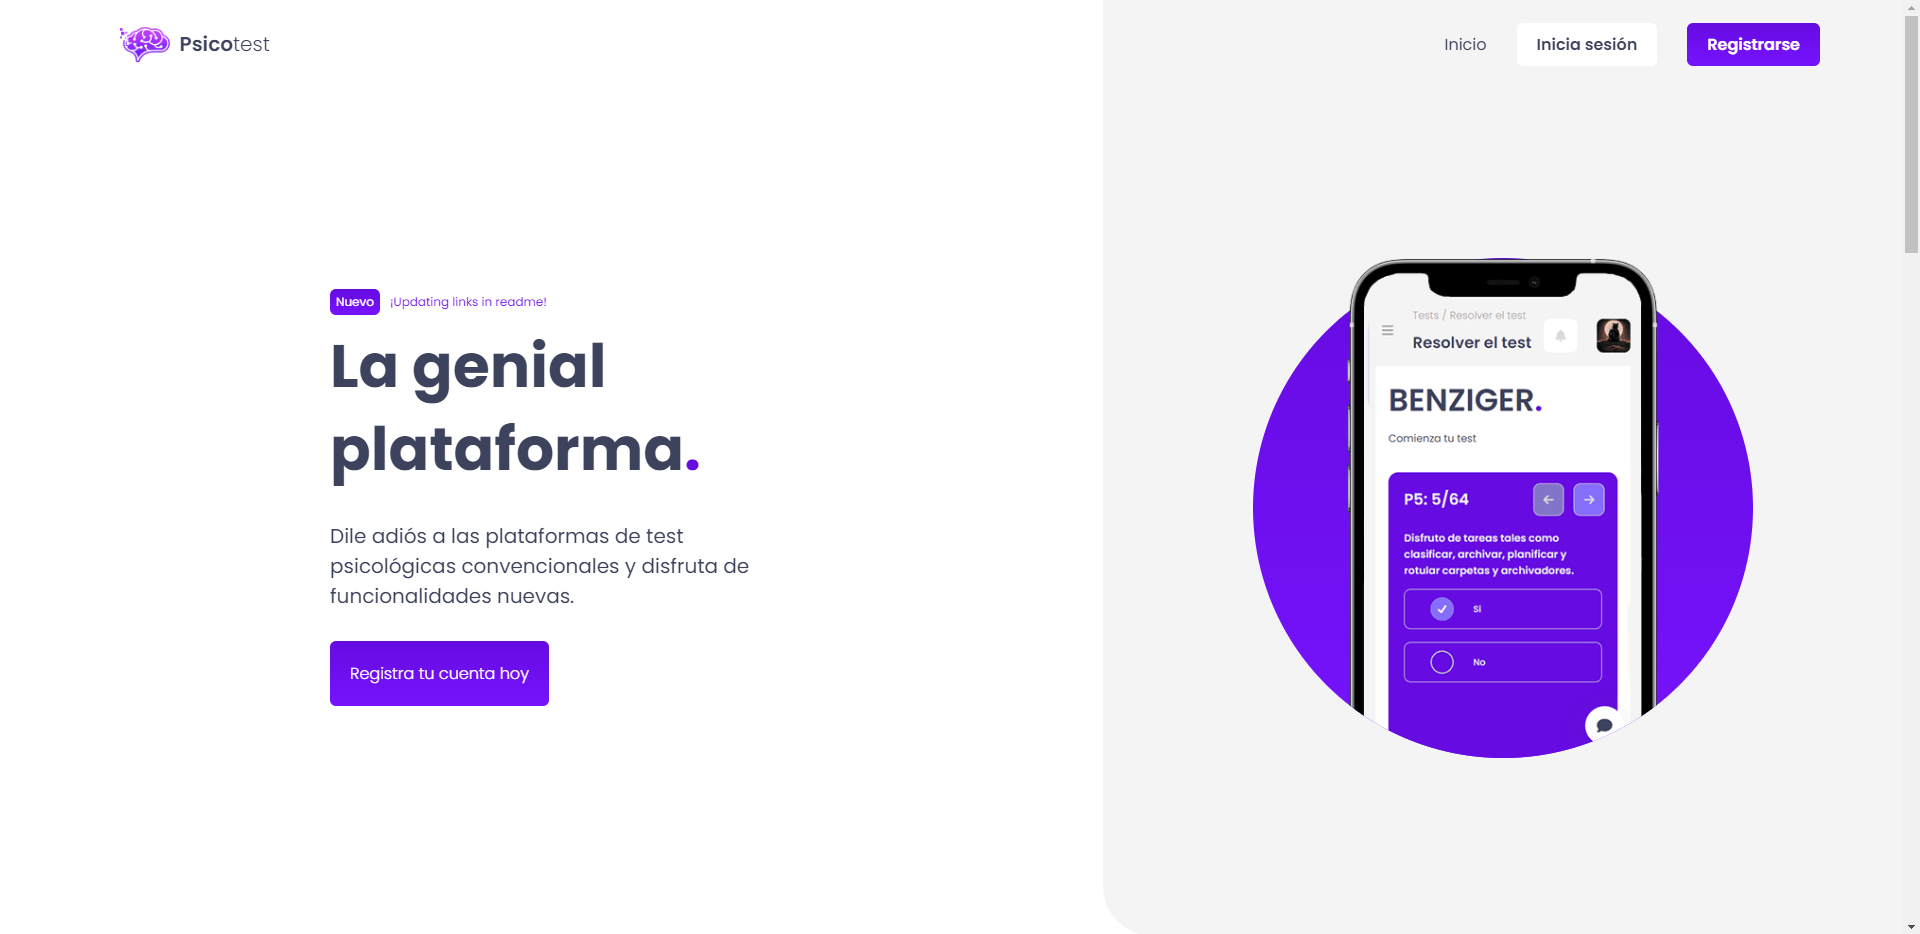 Psicotest
Inicio
Inicia sesión
Registrarse
Nuevo
¡Updating links in readme!
La genial
plataforma.
Dile adiós a las plataformas de test
psicológicas convencionales y disfruta de
funcionalidades nuevas.
Registra tu cuenta hoy
Tests / Resolver el test
Resolver el test
BENZIGER.
Comienza tu test
P5: 5/64
Disfruto de tareas tales como
clasificar, archivar, planificar y
rotular carpetas y archivadores.
Sí
No